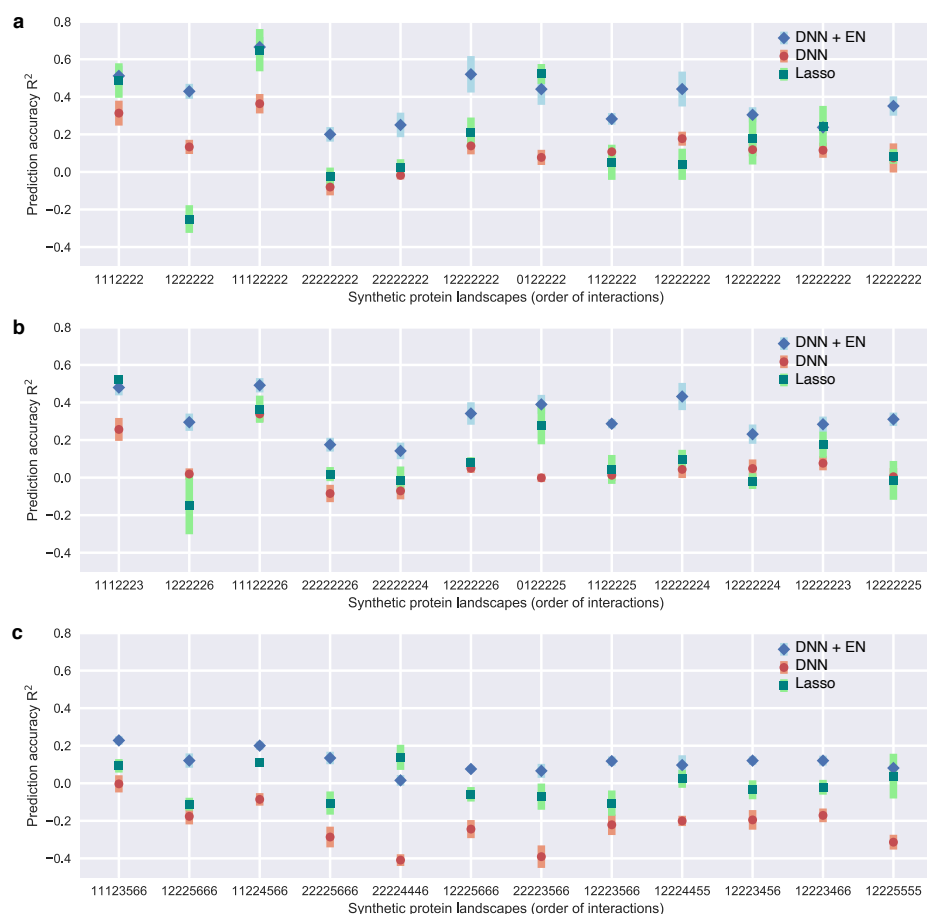 a
0.8
DNN + EN
DNN
Lasso
0.6
0.4
0.2
0.0
−0.2
−0.4
Prediction accuracy R²
1112222 1222222 11122222 22222222 22222222 12222222 0122222 1122222 12222222 12222222 12222222 12222222
Synthetic protein landscapes (order of interactions)
b
0.8
DNN + EN
DNN
Lasso
0.6
0.4
0.2
0.0
−0.2
−0.4
Prediction accuracy R²
1112223 1222226 11122226 22222226 22222224 12222226 0122225 1122225 12222224 12222224 12222223 12222225
Synthetic protein landscapes (order of interactions)
c
0.8
DNN + EN
DNN
Lasso
0.6
0.4
0.2
0.0
−0.2
−0.4
Prediction accuracy R²
11123566 12225666 11224566 22225666 22224446 12225666 22223566 12223566 12224455 12223456 12223466 12225555
Synthetic protein landscapes (order of interactions)